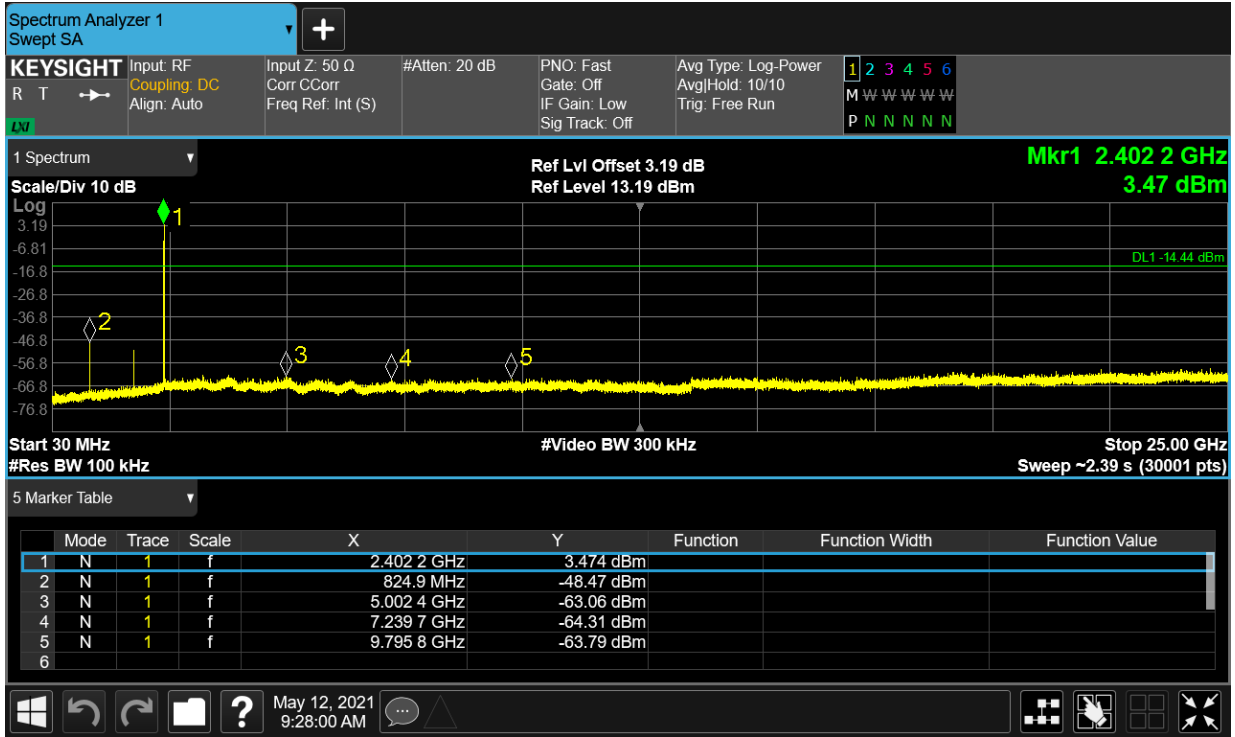 Spectrum Analyzer 1
Swept SA
+
KEYSIGHT
R T
LXI
Input: RF
Coupling: DC
Align: Auto
Input Z: 50 Ω
Corr CCorr
Freq Ref: Int (S)
#Atten: 20 dB
PNO: Fast
Gate: Off
IF Gain: Low
Sig Track: Off
Avg Type: Log-Power
Avg|Hold: 10/10
Trig: Free Run
1 2 3 4 5 6
M W W W W W
P N N N N N
1 Spectrum
Scale/Div 10 dB
Ref Lvl Offset 3.19 dB
Ref Level 13.19 dBm
Mkr1 2.402 2 GHz
3.47 dBm
Log
3.19
-6.81
-16.8
-26.8
-36.8
-46.8
-56.8
-66.8
-76.8
1
2
3
4
5
DL1 -14.44 dBm
Start 30 MHz
#Video BW 300 kHz
Stop 25.00 GHz
#Res BW 100 kHz
Sweep ~2.39 s (30001 pts)
5 Marker Table
Mode Trace Scale X Y Function Function Width Function Value
1 N 1 f 2.402 2 GHz 3.474 dBm
2 N 1 f 824.9 MHz -48.47 dBm
3 N 1 f 5.002 4 GHz -63.06 dBm
4 N 1 f 7.239 7 GHz -64.31 dBm
5 N 1 f 9.795 8 GHz -63.79 dBm
6
?
May 12, 2021
9:28:00 AM